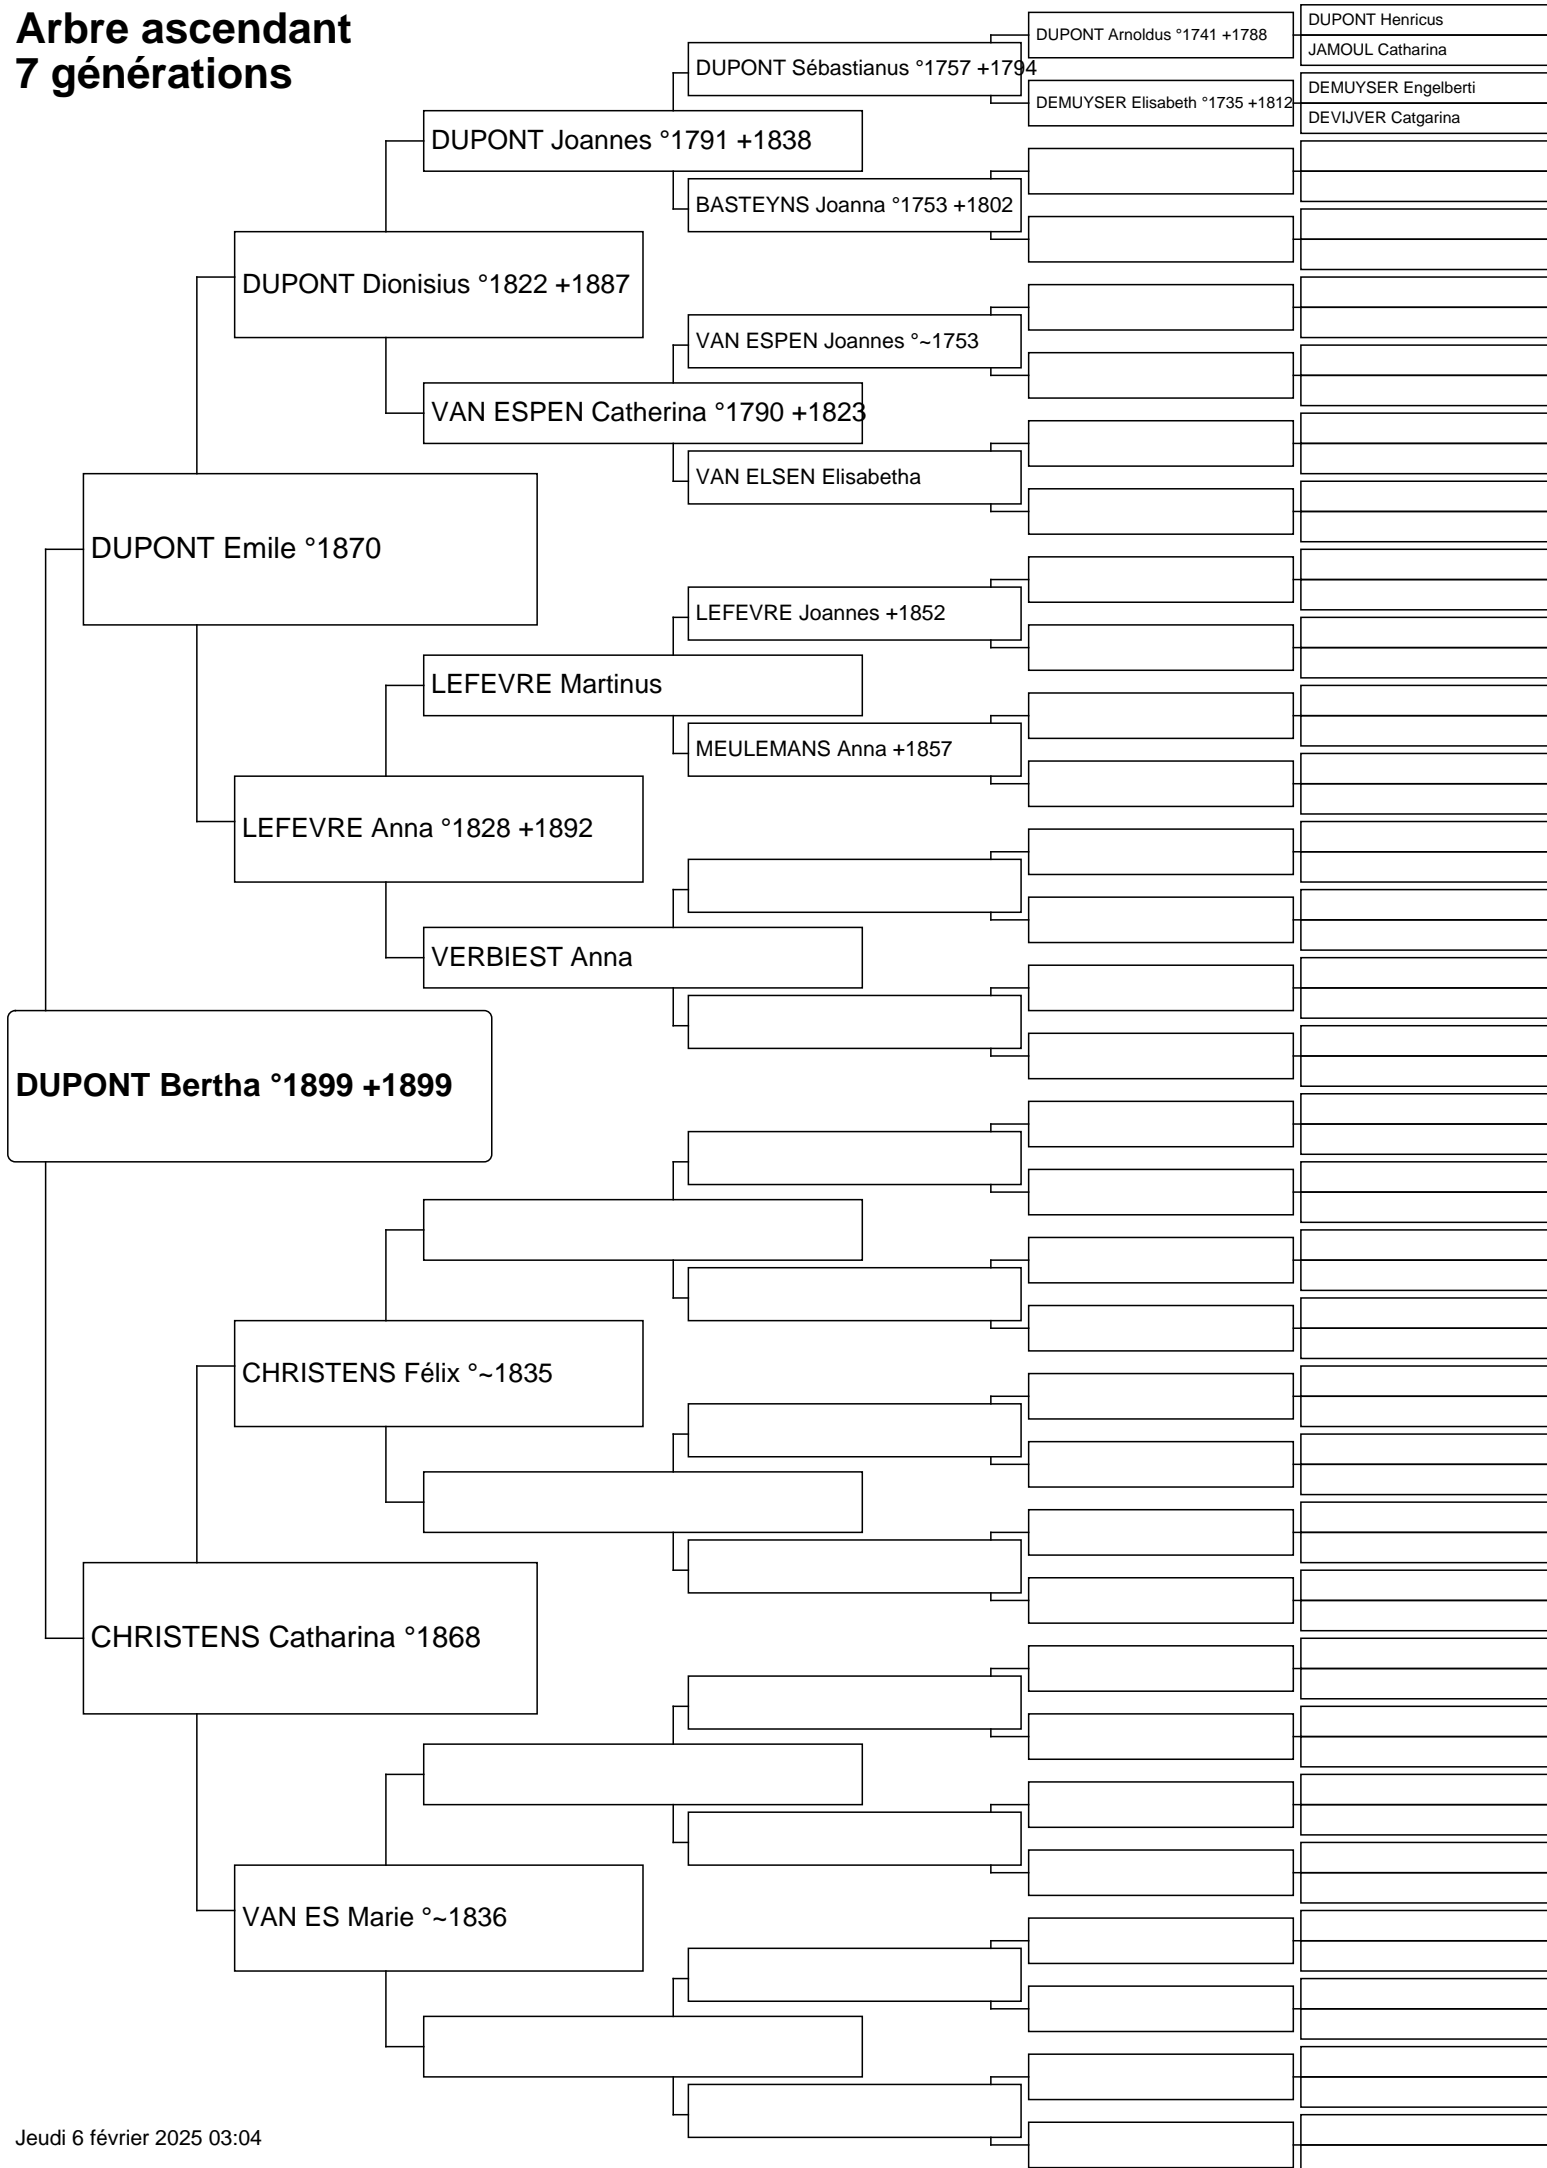 Arbre ascendant
7 générations
DUPONT Henricus
DUPONT Arnoldus °1741 +1788
JAMOUL Catharina
DUPONT Sébastianus °1757 +1794
DEMUYSER Engelberti
DEMUYSER Elisabeth °1735 +1812
DEVIJVER Catgarina
DUPONT Joannes °1791 +1838
BASTEYNS Joanna °1753 +1802
DUPONT Dionisius °1822 +1887
VAN ESPEN Joannes °~1753
VAN ESPEN Catherina °1790 +1823
VAN ELSEN Elisabetha
DUPONT Emile °1870
LEFEVRE Joannes +1852
LEFEVRE Martinus
MEULEMANS Anna +1857
LEFEVRE Anna °1828 +1892
VERBIEST Anna
DUPONT Bertha °1899 +1899
CHRISTENS Félix °~1835
CHRISTENS Catharina °1868
VAN ES Marie °~1836
Jeudi 6 février 2025 03:04